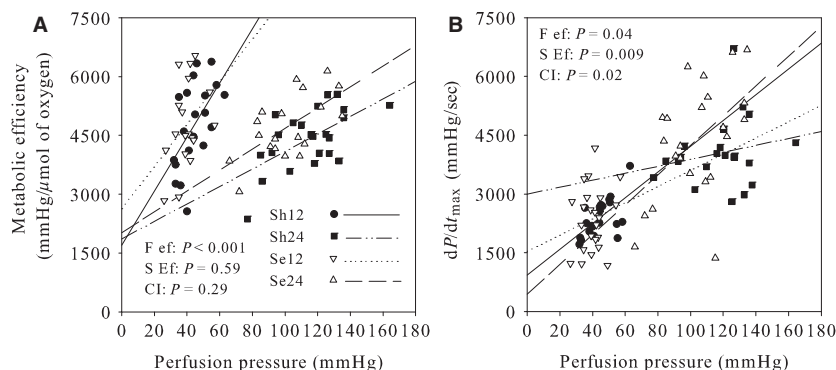 A
7500
6000
4500
3000
1500
0
Metabolic efficiency
(mmHg/μmol of oxygen)
F ef: P < 0.001
S Ef: P = 0.59
CI: P = 0.29
Sh12
Sh24
Se12
Se24
0 20 40 60 80 100 120 140 160 180
Perfusion pressure (mmHg)
B
7500
6000
4500
3000
1500
0
dP/dtmax (mmHg/sec)
F ef: P = 0.04
S Ef: P = 0.009
CI: P = 0.02
0 20 40 60 80 100 120 140 160 180
Perfusion pressure (mmHg)